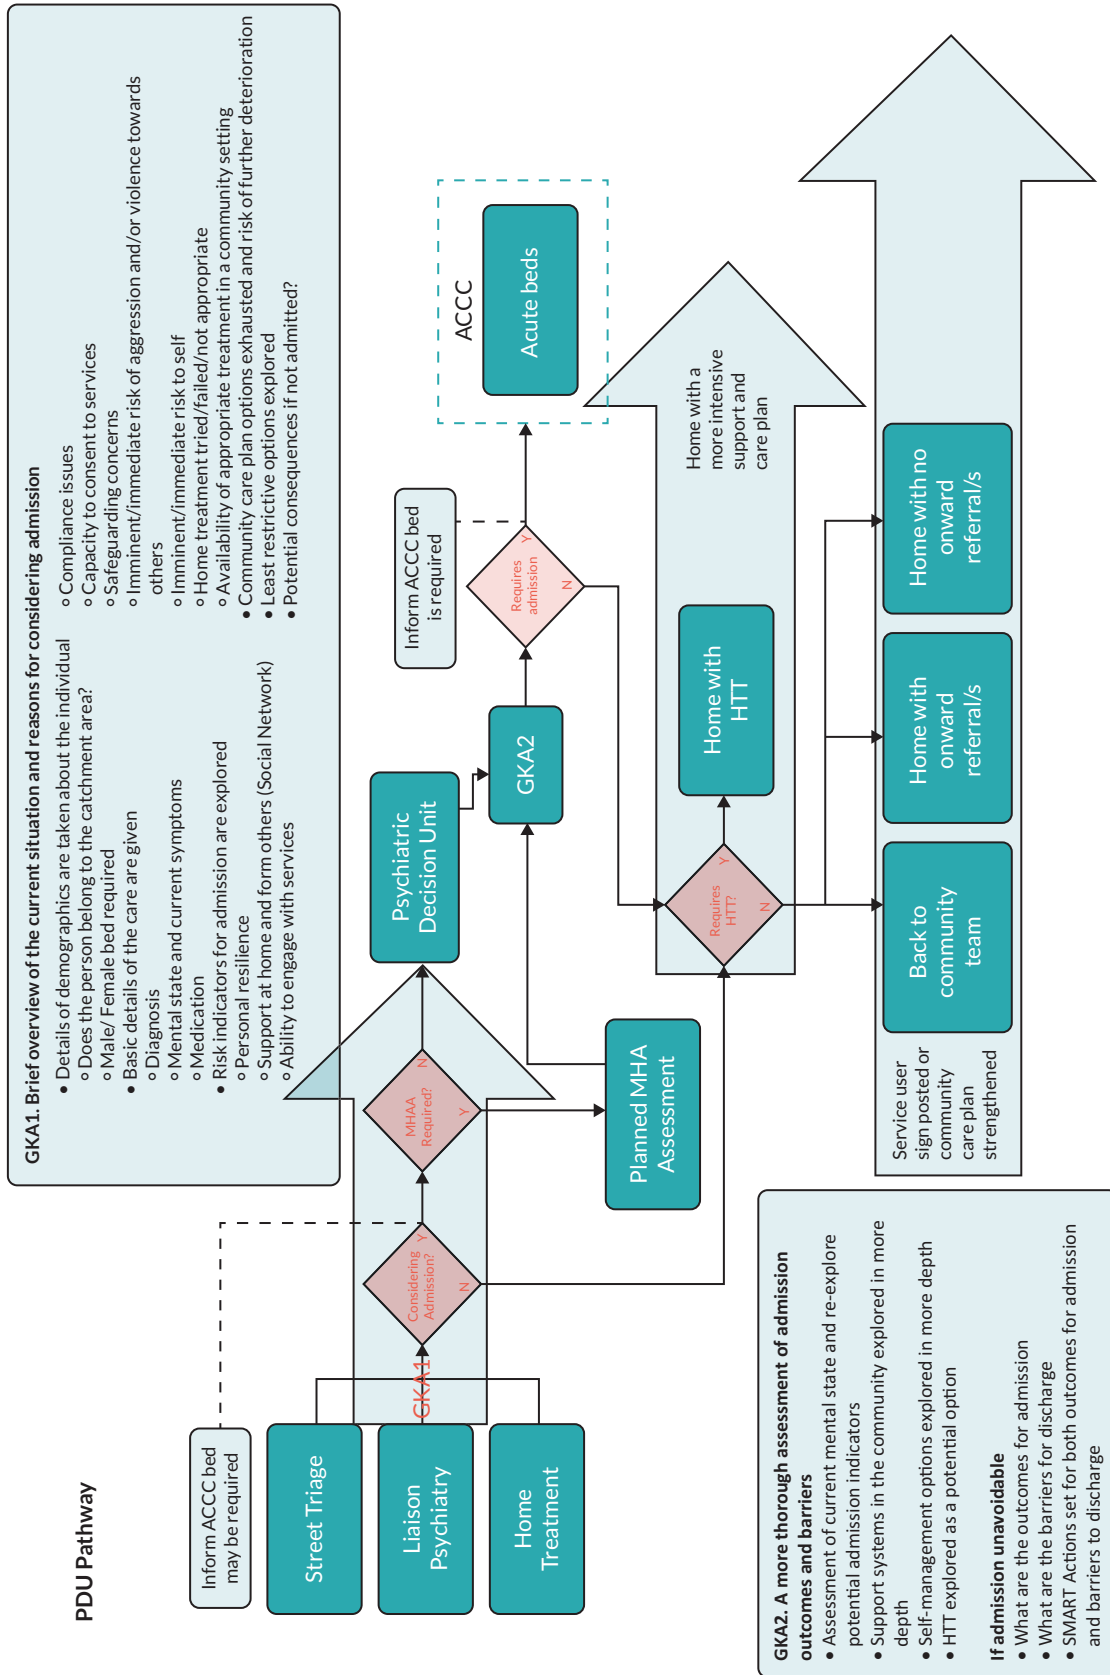 PDU Pathway
GKA1. Brief overview of the current situation and reasons for considering admission
• Details of demographics are taken about the individual
o Does the person belong to the catchment area?
o Male/ Female bed required
• Basic details of the care are given
o Diagnosis
o Mental state and current symptoms
o Medication
• Risk indicators for admission are explored
o Personal resilience
o Support at home and form others (Social Network)
o Ability to engage with services
o Compliance issues
o Capacity to consent to services
o Safeguarding concerns
o Imminent/immediate risk of aggression and/or violence towards
others
o Imminent/immediate risk to self
o Home treatment tried/failed/not appropriate
o Availability of appropriate treatment in a community setting
• Community care plan options exhausted and risk of further deterioration
• Least restrictive options explored
• Potential consequences if not admitted?
Inform ACCC bed
may be required
Street Triage
Liaison
Psychiatry
Home
Treatment
GKA1
Considering
Admission?
Y
N
MHAA
Required?
N
Y
Psychiatric
Decision Unit
Planned MHA
Assessment
GKA2
Inform ACCC bed
is required
Requires
admission
Y
N
ACCC
Acute beds
Requires
HTT?
Y
N
Home with
HTT
Home with a
more intensive
support and
care plan
Service user
sign posted or
community
care plan
strengthened
Back to
community
team
Home with
onward
referral/s
Home with no
onward
referral/s
GKA2. A more thorough assessment of admission
outcomes and barriers
• Assessment of current mental state and re-explore
potential admission indicators
• Support systems in the community explored in more
depth
• Self-management options explored in more depth
• HTT explored as a potential option
If admission unavoidable
• What are the outcomes for admission
• What are the barriers for discharge
• SMART Actions set for both outcomes for admission
and barriers to discharge